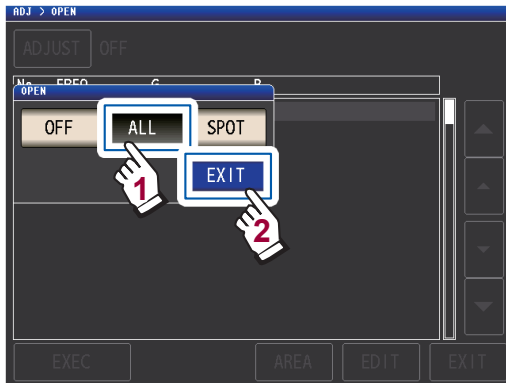 ADJ > OPEN
ADJUST OFF
No FREQ G B
OPEN
OFF ALL SPOT
EXIT
1
2
EXEC AREA EDIT EXIT